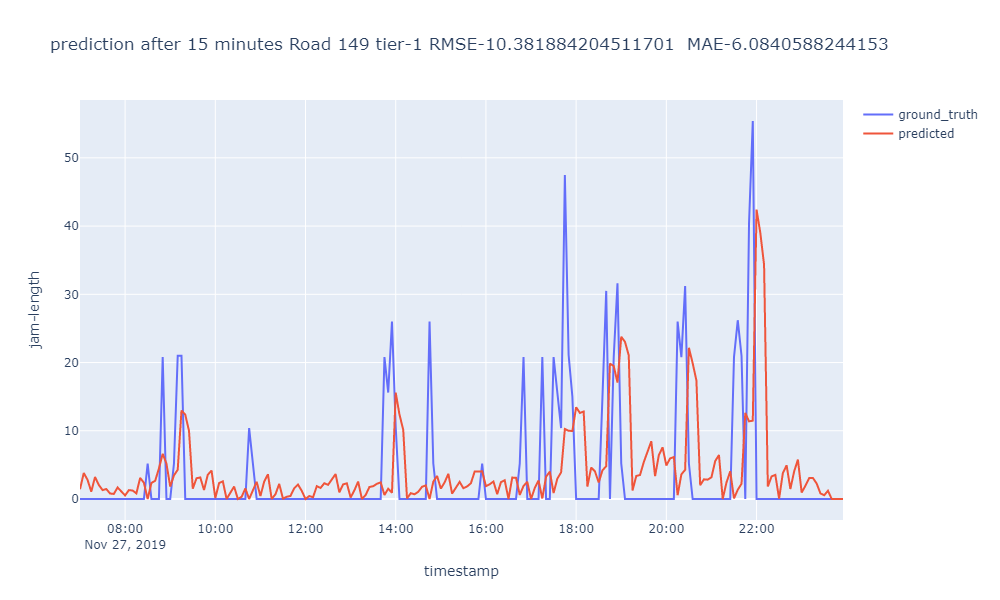 prediction after 15 minutes Road 149 tier-1 RMSE-10.381884204511701 MAE-6.0840588244153
ground_truth
predicted
50
40
30
20
10
0
jam-length
08:00 10:00 12:00 14:00 16:00 18:00 20:00 22:00
Nov 27, 2019
timestamp